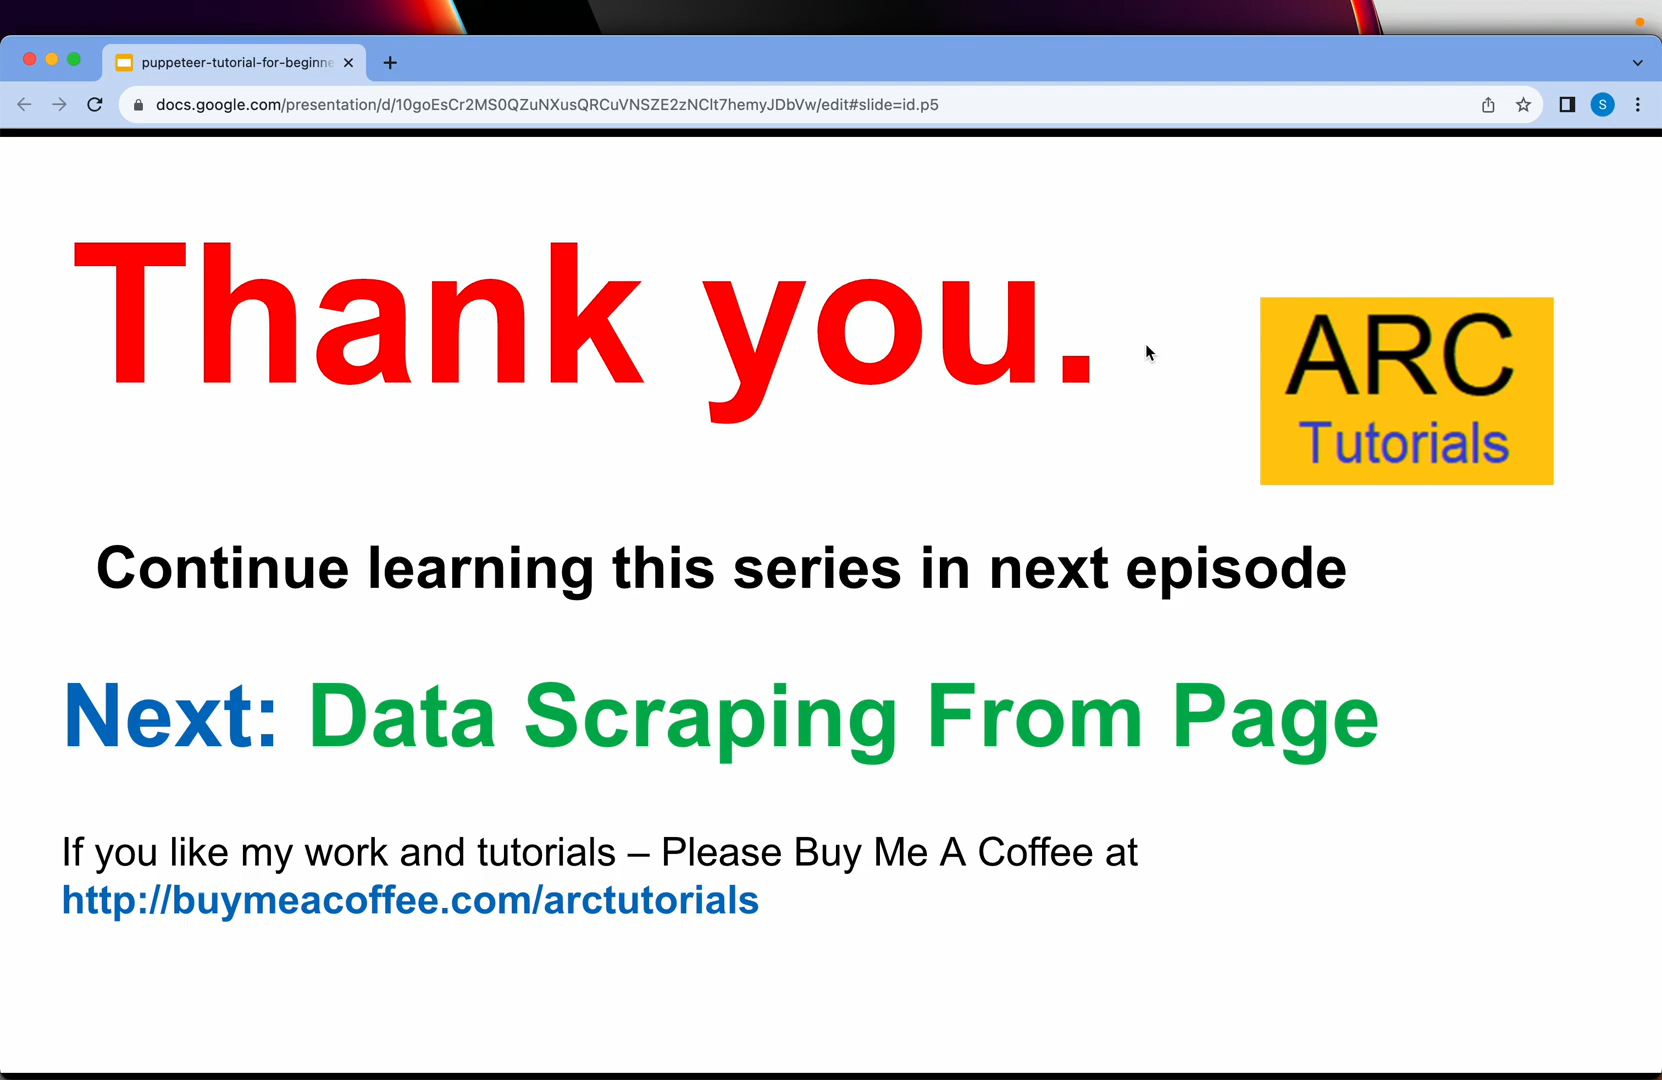 puppeteer-tutorial-for-beginne
docs.google.com/presentation/d/10goEsCr2MS0QZuNXusQRCuVNSZE2zNClt7hemyJDbVw/edit#slide=id.p5
S
Thank you.
ARC
Tutorials
Continue learning this series in next episode
Next: Data Scraping From Page
If you like my work and tutorials – Please Buy Me A Coffee at
http://buymeacoffee.com/arctutorials